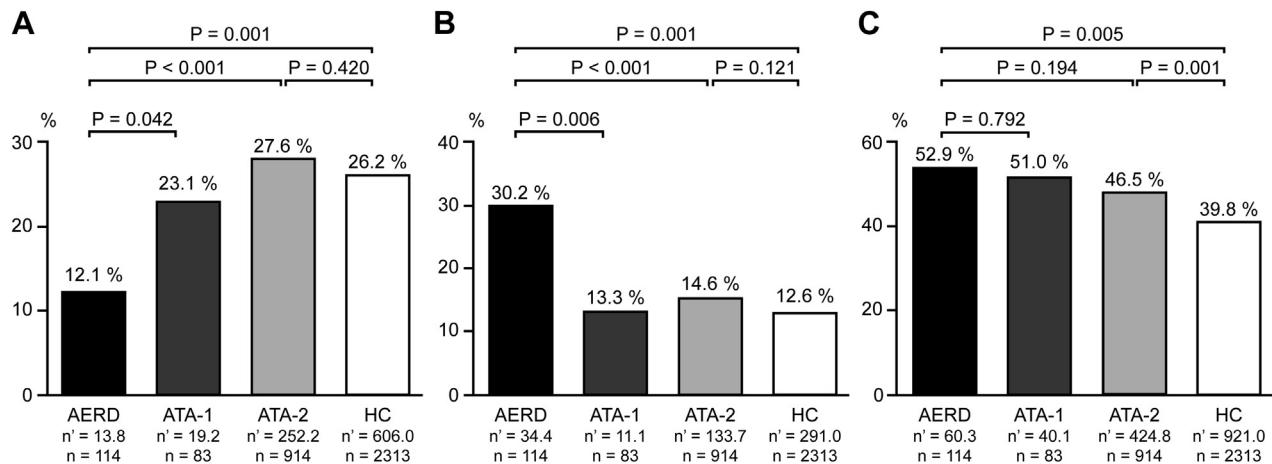 A
P = 0.001
P < 0.001
P = 0.420
P = 0.042
%
30
20
10
0
12.1 %
23.1 %
27.6 %
26.2 %
AERD
ATA-1
ATA-2
HC
n' = 13.8
n' = 19.2
n' = 252.2
n' = 606.0
n = 114
n = 83
n = 914
n = 2313
B
P = 0.001
P < 0.001
P = 0.121
P = 0.006
%
40
30
20
10
0
30.2 %
13.3 %
14.6 %
12.6 %
AERD
ATA-1
ATA-2
HC
n' = 34.4
n' = 11.1
n' = 133.7
n' = 291.0
n = 114
n = 83
n = 914
n = 2313
C
P = 0.005
P = 0.194
P = 0.001
P = 0.792
%
60
40
20
0
52.9 %
51.0 %
46.5 %
39.8 %
AERD
ATA-1
ATA-2
HC
n' = 60.3
n' = 40.1
n' = 424.8
n' = 921.0
n = 114
n = 83
n = 914
n = 2313